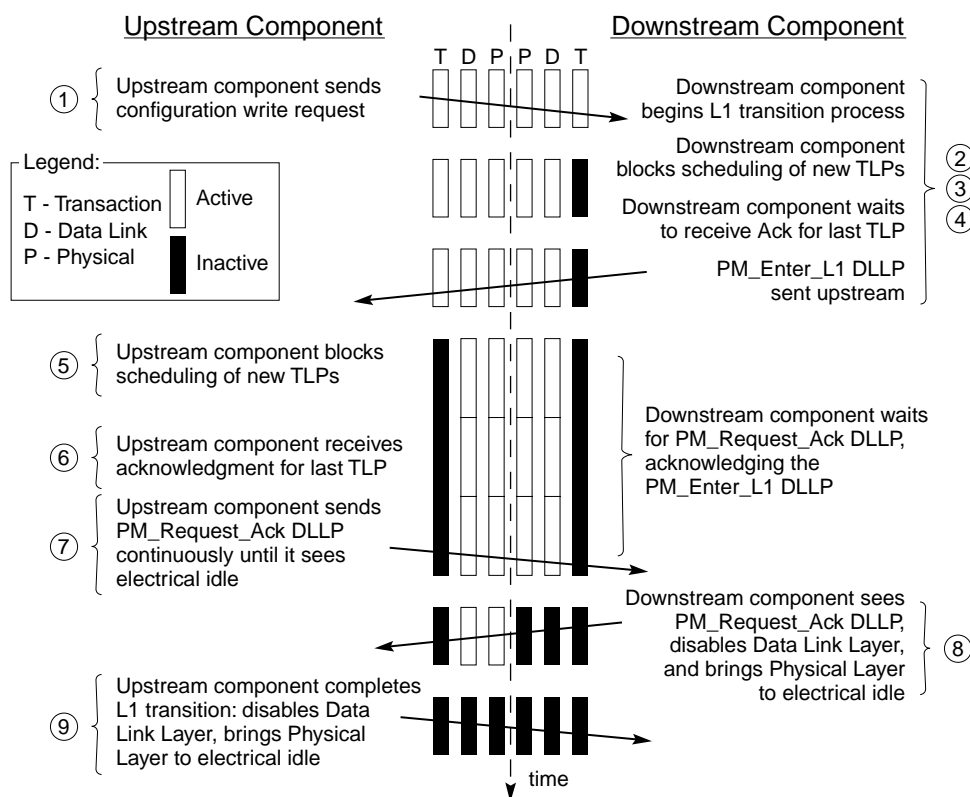 Upstream Component
Downstream Component
T D P P D T
1
Upstream component sends
configuration write request
Downstream component
begins L1 transition process
Downstream component
blocks scheduling of new TLPs
Downstream component waits
to receive Ack for last TLP
PM_Enter_L1 DLLP
sent upstream
2
3
4
Legend:
T - Transaction
D - Data Link
P - Physical
Active
Inactive
5
Upstream component blocks
scheduling of new TLPs
6
Upstream component receives
acknowledgment for last TLP
Downstream component waits
for PM_Request_Ack DLLP,
acknowledging the
PM_Enter_L1 DLLP
7
Upstream component sends
PM_Request_Ack DLLP
continuously until it sees
electrical idle
Downstream component sees
PM_Request_Ack DLLP,
disables Data Link Layer,
and brings Physical Layer
to electrical idle
8
9
Upstream component completes
L1 transition: disables Data
Link Layer, brings Physical
Layer to electrical idle
time